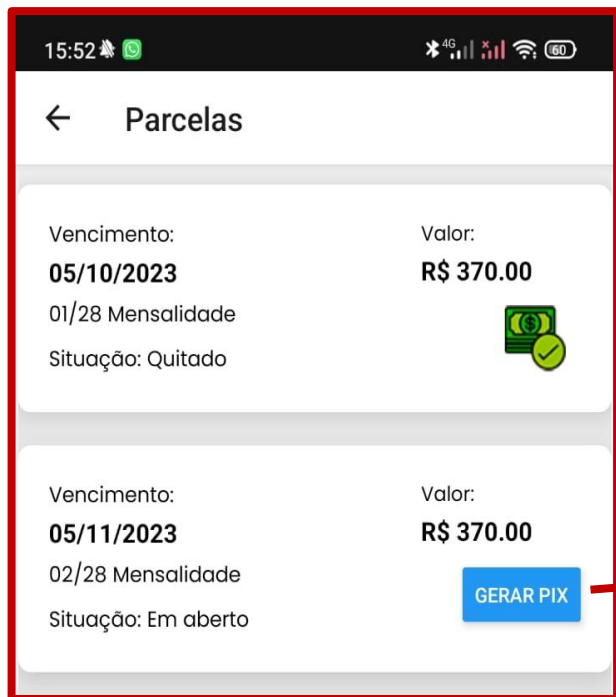 15:52
4G
60
Parcelas
Vencimento:
Valor:
05/10/2023
R$ 370.00
01/28 Mensalidade
Situação: Quitado
Vencimento:
Valor:
05/11/2023
R$ 370.00
02/28 Mensalidade
GERAR PIX
Situação: Em aberto